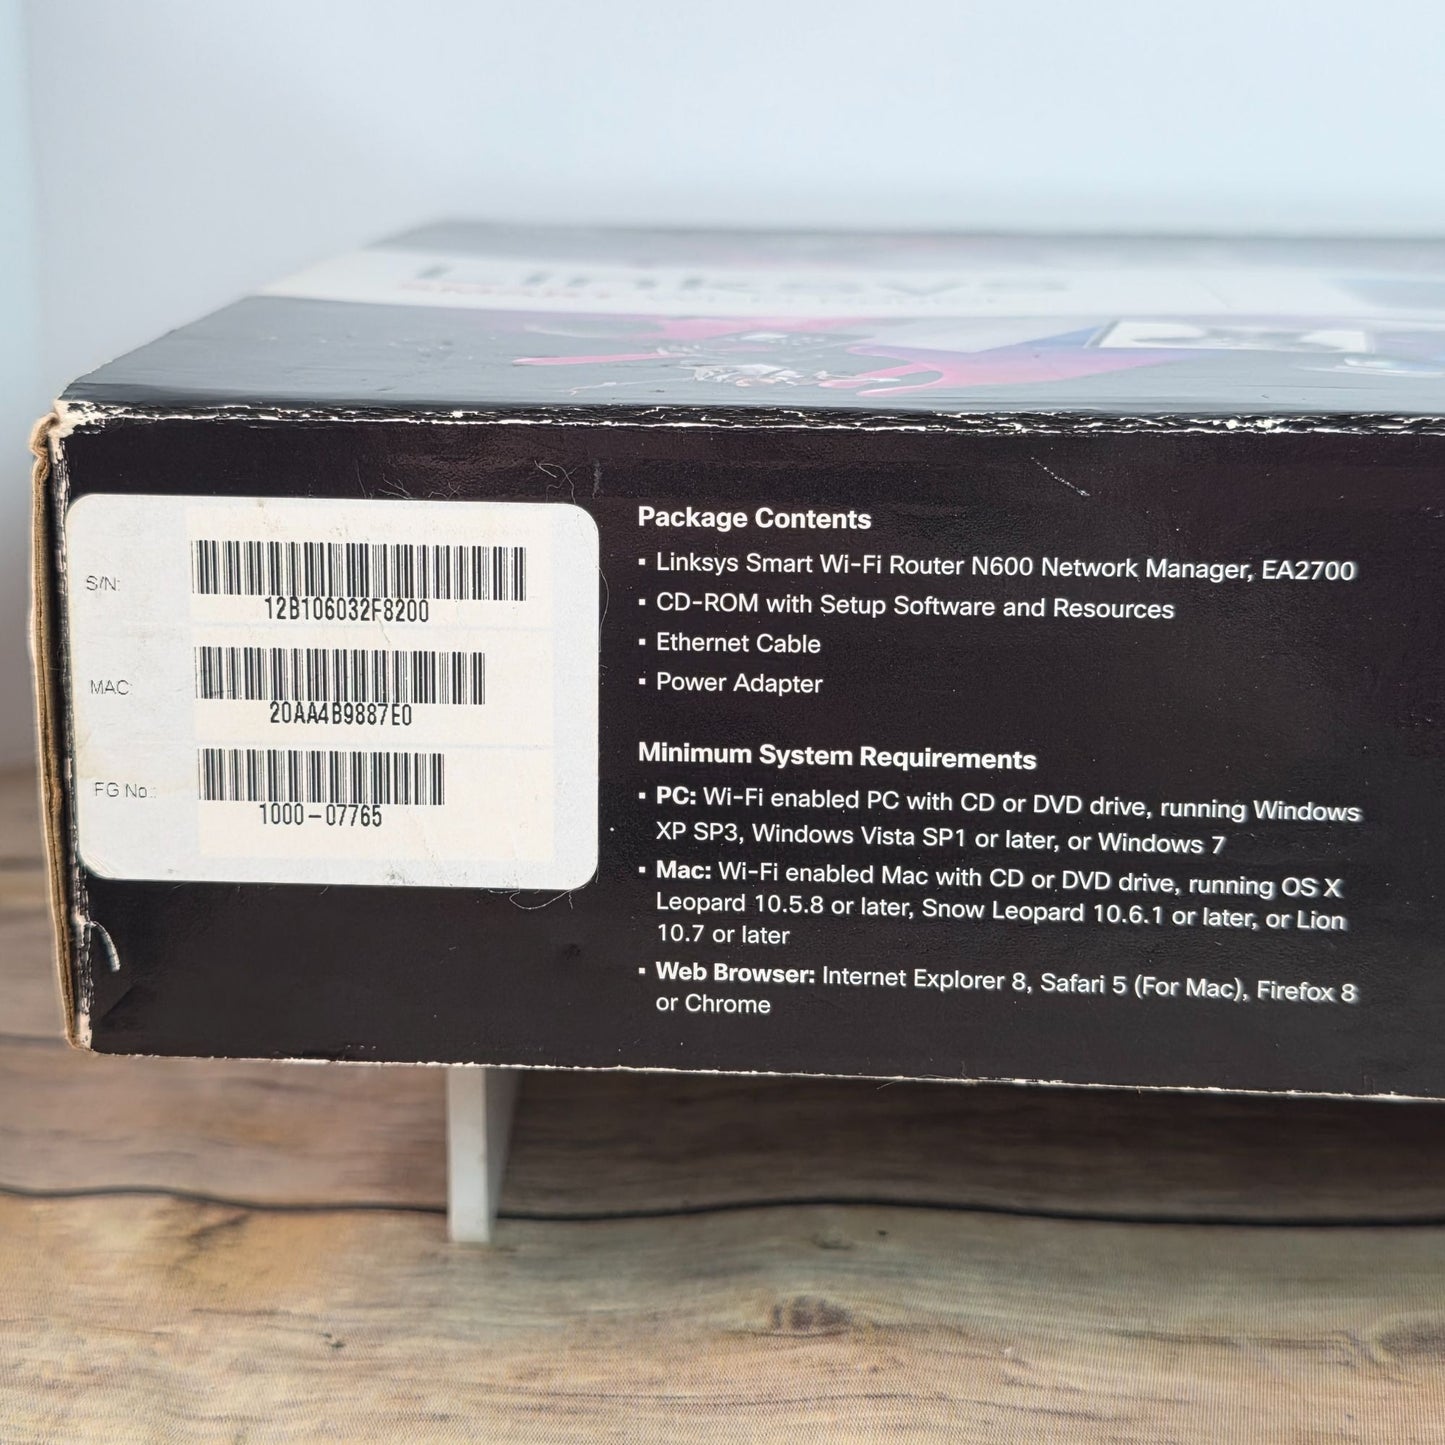 Linksys
S/N:
12B106032F8200
MAC:
20AA4B9887E0
FG No.:
1000-07765
Package Contents
▪ Linksys Smart Wi-Fi Router N600 Network Manager, EA2700
▪ CD-ROM with Setup Software and Resources
▪ Ethernet Cable
▪ Power Adapter
Minimum System Requirements
▪ PC: Wi-Fi enabled PC with CD or DVD drive, running Windows
XP SP3, Windows Vista SP1 or later, or Windows 7
▪ Mac: Wi-Fi enabled Mac with CD or DVD drive, running OS X
Leopard 10.5.8 or later, Snow Leopard 10.6.1 or later, or Lion
10.7 or later
▪ Web Browser: Internet Explorer 8, Safari 5 (For Mac), Firefox 8
or Chrome